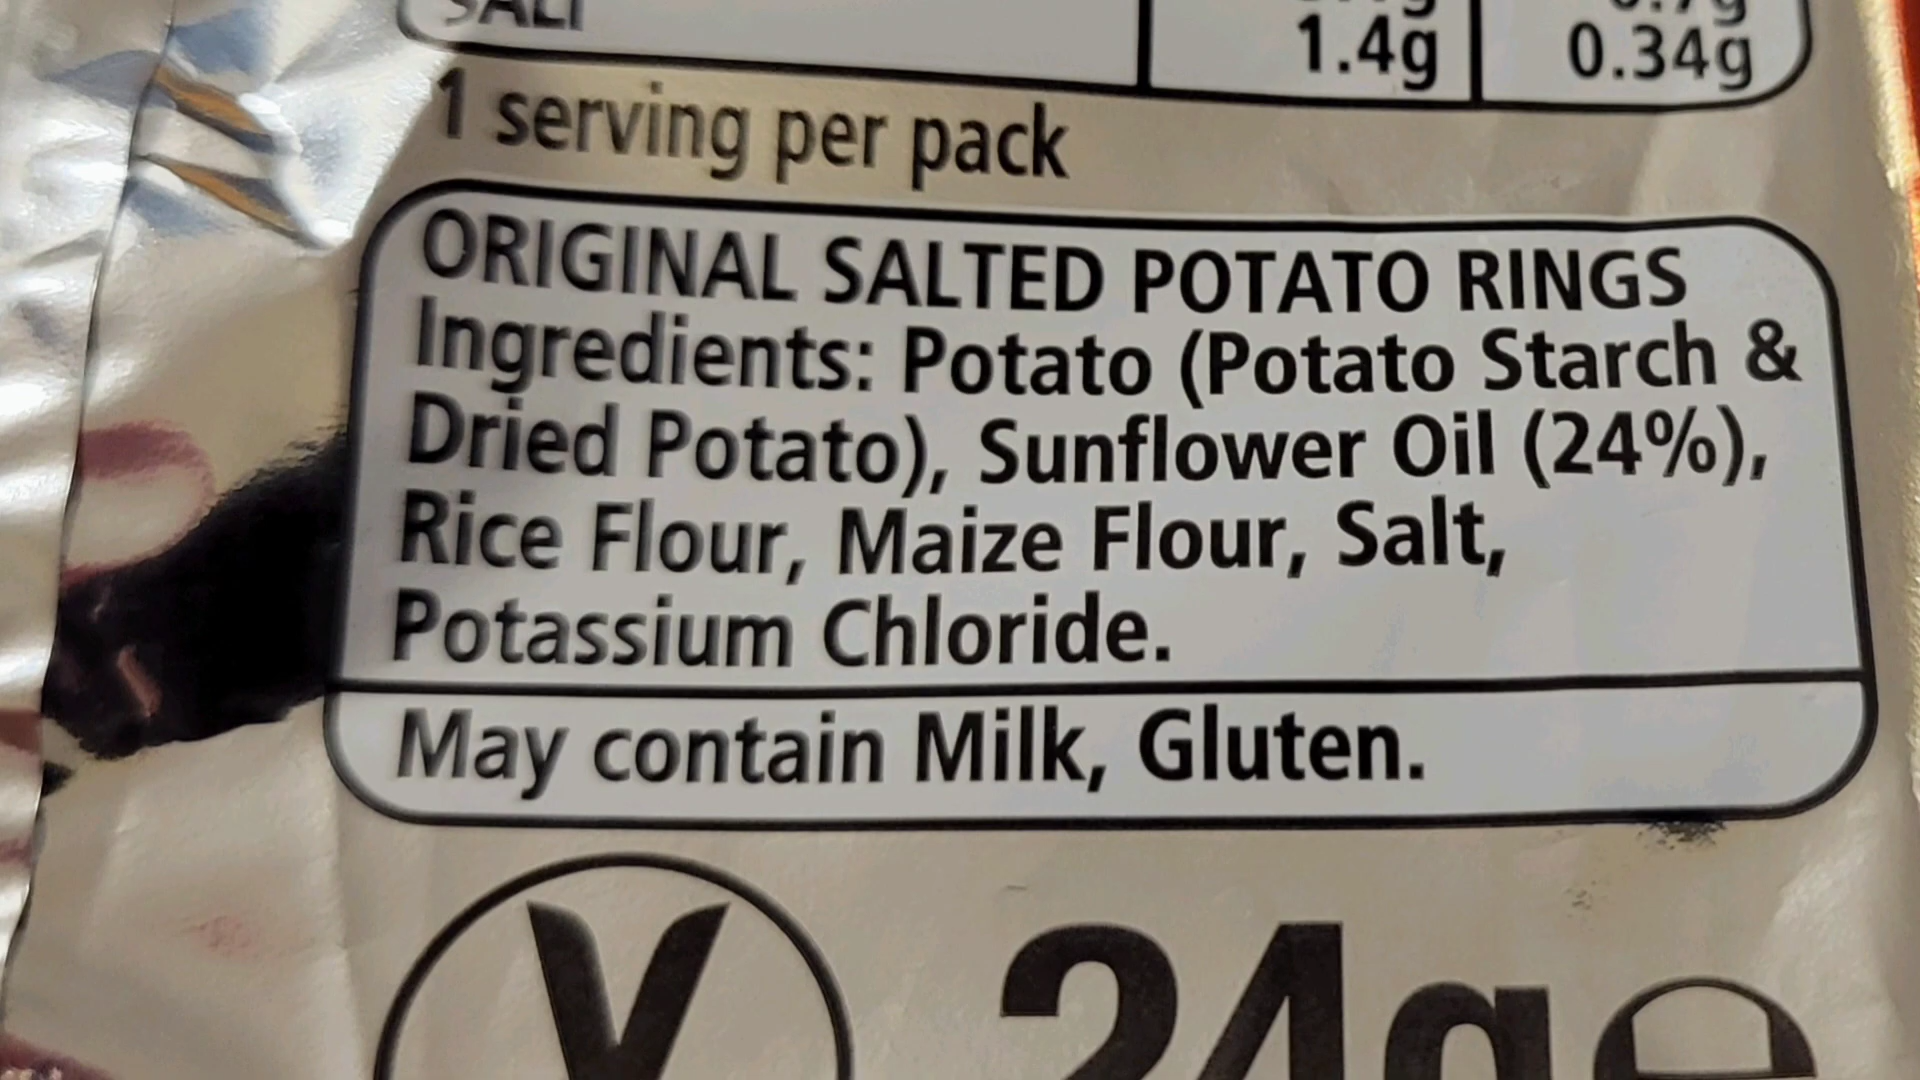 SALT 1.4g 0.34g
1 serving per pack
ORIGINAL SALTED POTATO RINGS
Ingredients: Potato (Potato Starch &
Dried Potato), Sunflower Oil (24%),
Rice Flour, Maize Flour, Salt,
Potassium Chloride.
May contain Milk, Gluten.
V 24g e